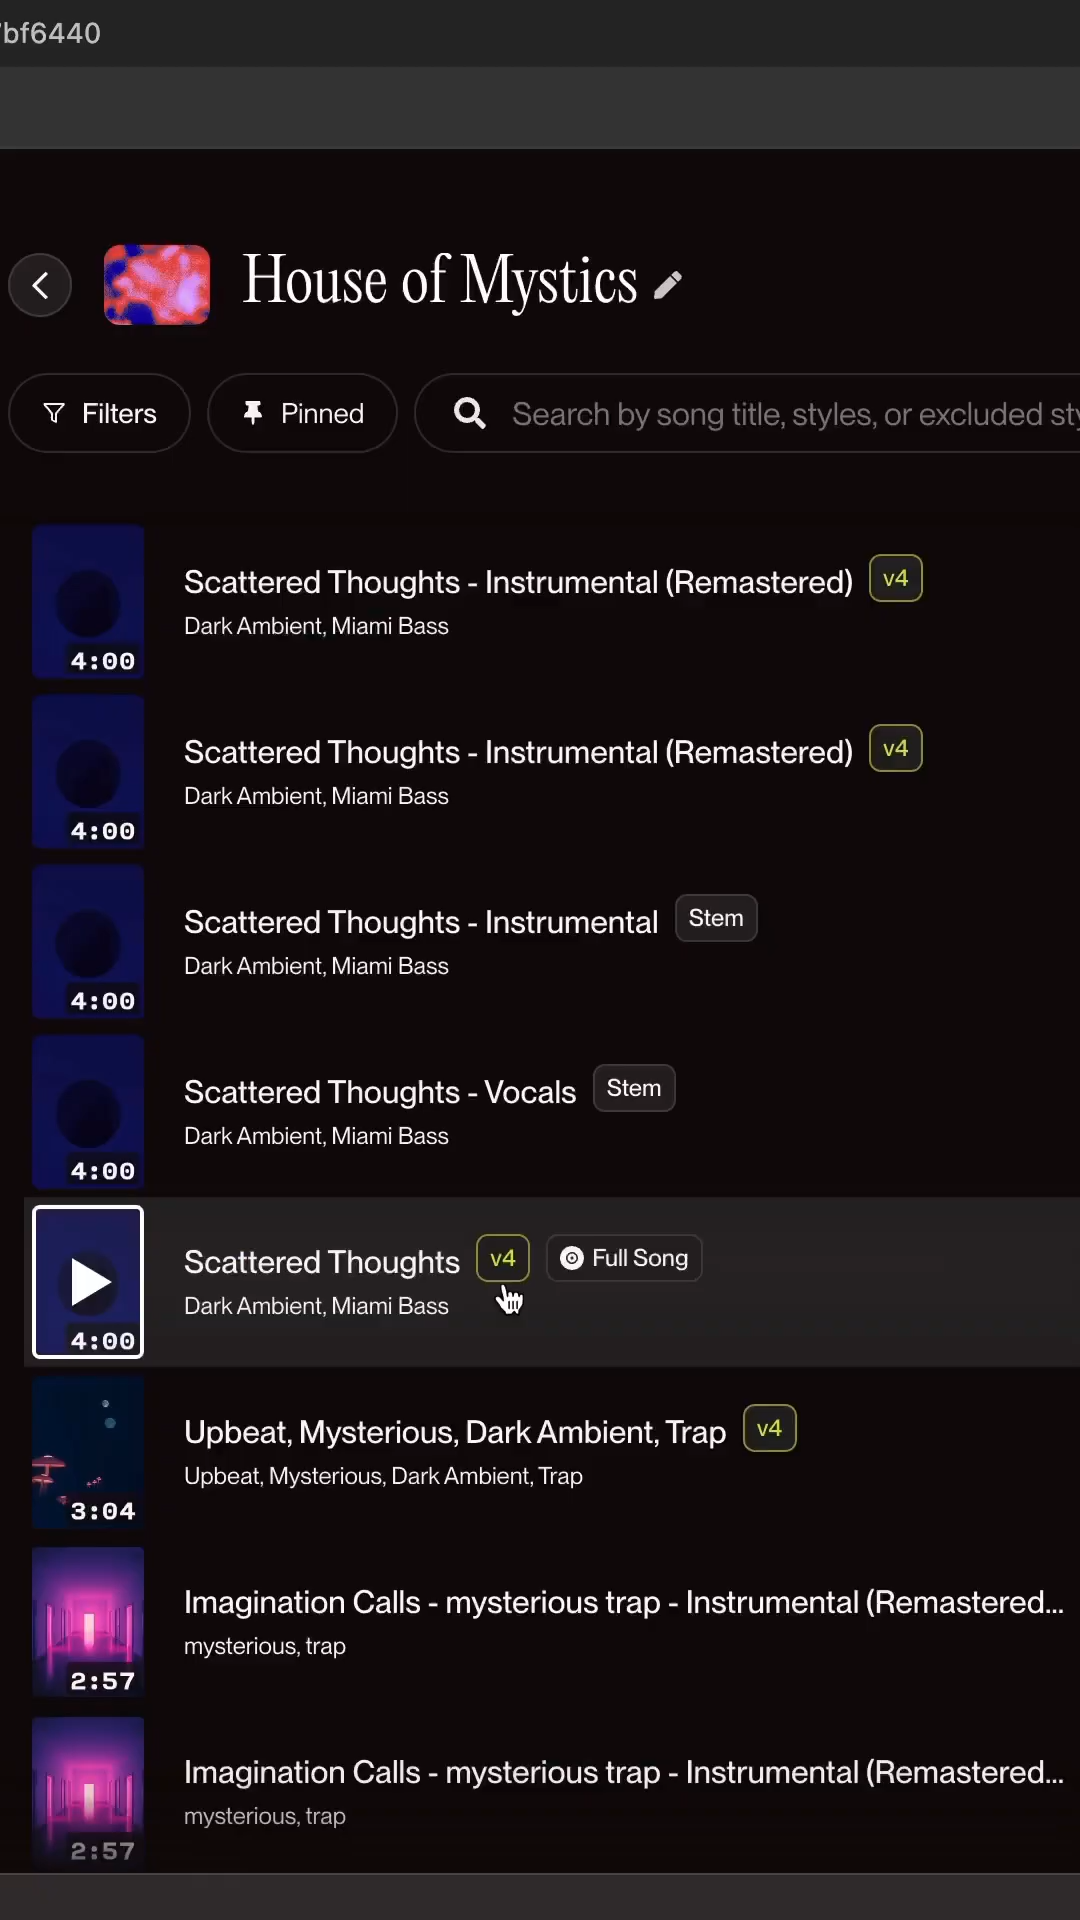 bf6440
House of Mystics
Filters
Pinned
Search by song title, styles, or excluded sty
Scattered Thoughts - Instrumental (Remastered) v4
Dark Ambient, Miami Bass
4:00
Scattered Thoughts - Instrumental (Remastered) v4
Dark Ambient, Miami Bass
4:00
Scattered Thoughts - Instrumental Stem
Dark Ambient, Miami Bass
4:00
Scattered Thoughts - Vocals Stem
Dark Ambient, Miami Bass
4:00
Scattered Thoughts v4 Full Song
Dark Ambient, Miami Bass
4:00
Upbeat, Mysterious, Dark Ambient, Trap v4
Upbeat, Mysterious, Dark Ambient, Trap
3:04
Imagination Calls - mysterious trap - Instrumental (Remastered...
mysterious, trap
2:57
Imagination Calls - mysterious trap - Instrumental (Remastered...
mysterious, trap
2:57